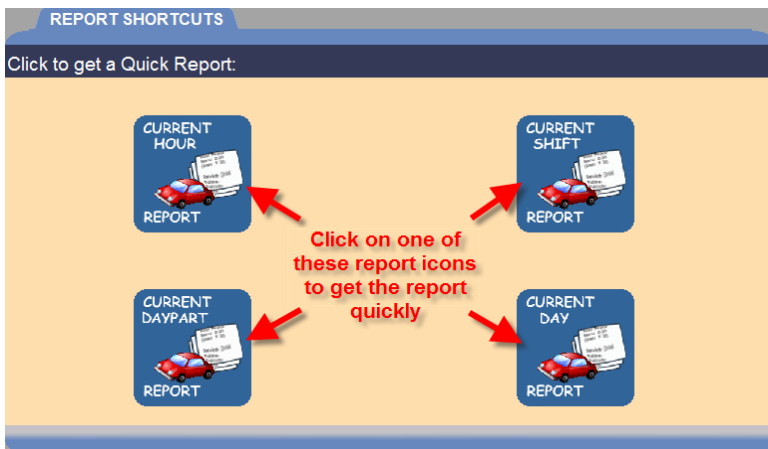 REPORT SHORTCUTS
Click to get a Quick Report:
CURRENT
HOUR
REPORT
CURRENT
SHIFT
REPORT
Click on one of
these report icons
to get the report
quickly
CURRENT
DAYPART
REPORT
CURRENT
DAY
REPORT